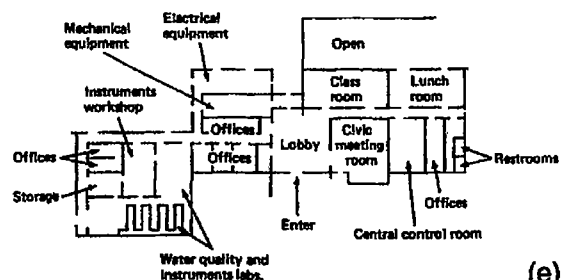 Electrical
equipment
Mechanical
equipment
Open
Instruments
workshop
Class
room
Lunch
room
Offices
Offices
Lobby
Civic
meeting
room
Offices
Restrooms
Storage
Enter
Offices
Central control room
Water quality and
instruments labs.
(e)